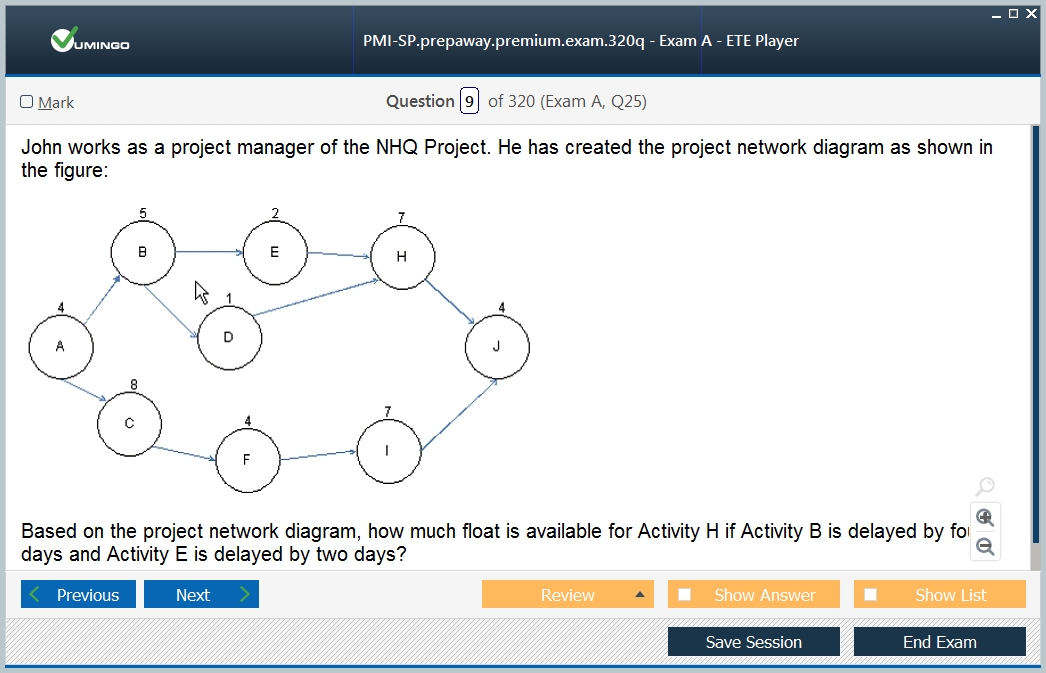 VUMINGO
PMI-SP.prepaway.premium.exam.320q - Exam A - ETE Player
Mark
Question 9 of 320 (Exam A, Q25)
John works as a project manager of the NHQ Project. He has created the project network diagram as shown in
the figure:
5
2
7
B
E
H
1
4
4
D
A
J
8
C
4
7
F
I
Based on the project network diagram, how much float is available for Activity H if Activity B is delayed by
days and Activity E is delayed by two days?
Previous
Next
Review
Show Answer
Show List
Save Session
End Exam